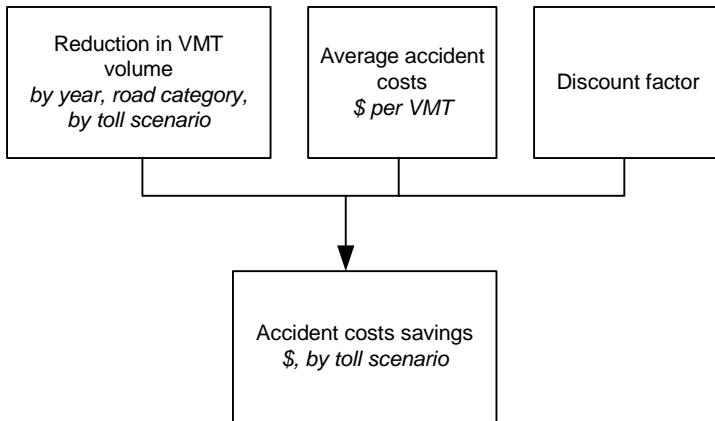 Reduction in VMT
volume
by year, road category,
by toll scenario
Average accident
costs
$ per VMT
Discount factor
Accident costs savings
$, by toll scenario